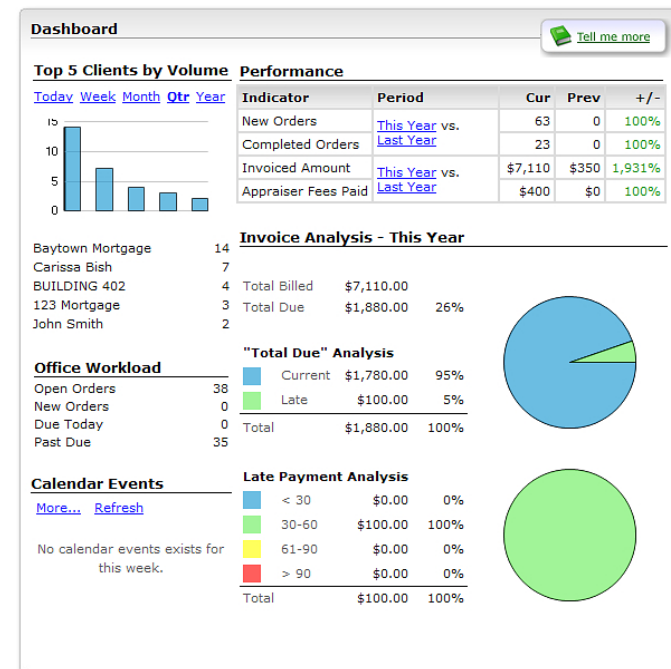 Dashboard
Tell me more
Top 5 Clients by Volume
Today Week Month Qtr Year
15
10
5
0
Baytown Mortgage 14
Carissa Bish 7
BUILDING 402 4
123 Mortgage 3
John Smith 2
Office Workload
Open Orders 38
New Orders 0
Due Today 0
Past Due 35
Calendar Events
More... Refresh
No calendar events exists for
this week.
Performance
Indicator Period Cur Prev +/-
New Orders This Year vs. 63 0 100%
Completed Orders Last Year 23 0 100%
Invoiced Amount This Year vs. $7,110 $350 1,931%
Appraiser Fees Paid Last Year $400 $0 100%
Invoice Analysis - This Year
Total Billed $7,110.00
Total Due $1,880.00 26%
"Total Due" Analysis
Current $1,780.00 95%
Late $100.00 5%
Total $1,880.00 100%
Late Payment Analysis
< 30 $0.00 0%
30-60 $100.00 100%
61-90 $0.00 0%
> 90 $0.00 0%
Total $100.00 100%